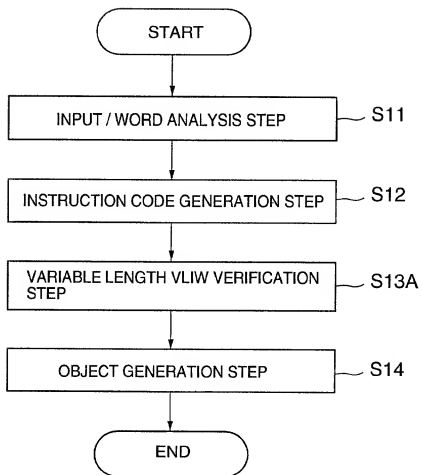 START
INPUT / WORD ANALYSIS STEP
S11
INSTRUCTION CODE GENERATION STEP
S12
VARIABLE LENGTH VLIW VERIFICATION
STEP
S13A
OBJECT GENERATION STEP
S14
END